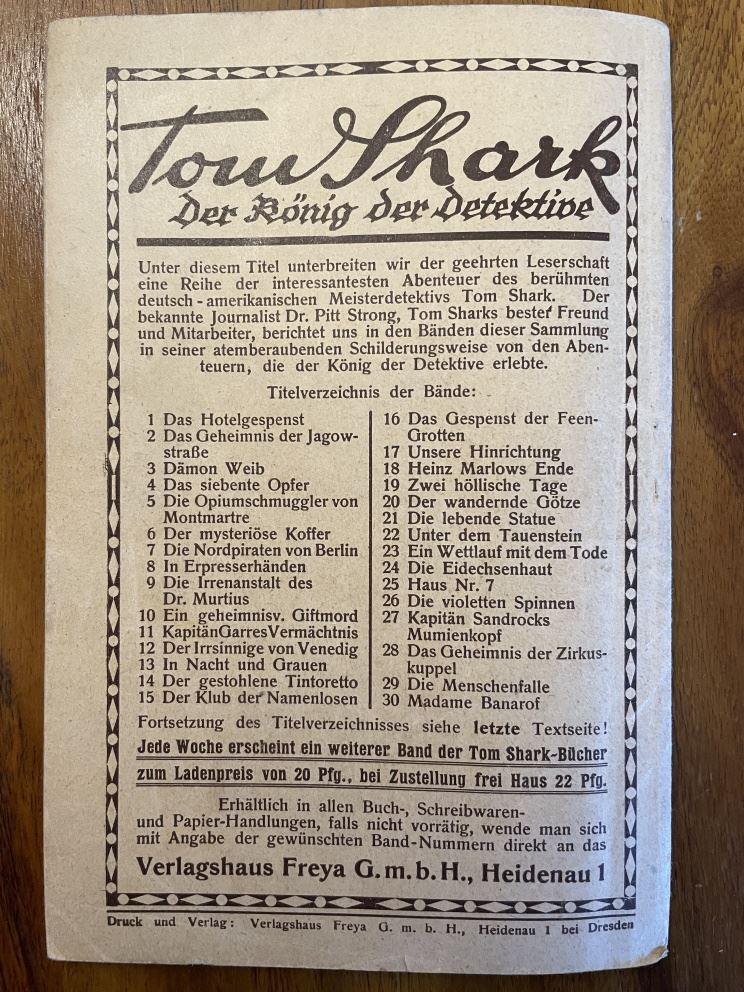 Tom Shark
Der König der Detektive
Unter diesem Titel unterbreiten wir der geehrten Leserschaft
eine Reihe der interessantesten Abenteuer des berühmten
deutsch-amerikanischen Meisterdetektivs Tom Shark. Der
bekannte Journalist Dr. Pitt Strong, Tom Sharks bester Freund
und Mitarbeiter, berichtet uns in den Bänden dieser Sammlung
in seiner atemberaubenden Schilderungsweise von den Aben-
teuern, die der König der Detektive erlebte.
Titelverzeichnis der Bände:
1 Das Hotelgespenst
2 Das Geheimnis der Jagow-
straße
3 Dämon Weib
4 Das siebente Opfer
5 Die Opiumschmuggler von
Montmartre
6 Der mysteriöse Koffer
7 Die Nordpiraten von Berlin
8 In Erpresserhänden
9 Die Irrenanstalt des
Dr. Murtius
10 Ein geheimnisv. Giftmord
11 Kapitän Garres Vermächtnis
12 Der Irrsinnige von Venedig
13 In Nacht und Grauen
14 Der gestohlene Tintoretto
15 Der Klub der Namenlosen
16 Das Gespenst der Feen-
Grotten
17 Unsere Hinrichtung
18 Heinz Marlows Ende
19 Zwei höllische Tage
20 Der wandernde Götze
21 Die lebende Statue
22 Unter dem Tauenstein
23 Ein Wettlauf mit dem Tode
24 Die Eidechsenhaut
25 Haus Nr. 7
26 Die violetten Spinnen
27 Kapitän Sandrocks
Mumienkopf
28 Das Geheimnis der Zirkus-
kuppel
29 Die Menschenfalle
30 Madame Banarof
Fortsetzung des Titelverzeichnisses siehe letzte Textseite!
Jede Woche erscheint ein weiterer Band der Tom Shark-Bücher
zum Ladenpreis von 20 Pfg., bei Zustellung frei Haus 22 Pfg.
Erhältlich in allen Buch-, Schreibwaren-
und Papier-Handlungen, falls nicht vorrätig, wende man sich
mit Angabe der gewünschten Band-Nummern direkt an das
Verlagshaus Freya G.m.b.H., Heidenau 1
Druck und Verlag: Verlagshaus Freya G. m. b. H., Heidenau 1 bei Dresden